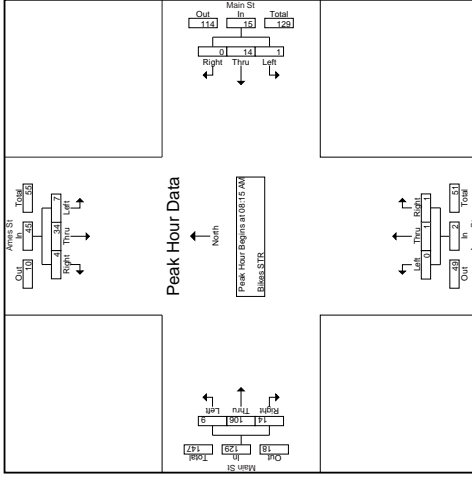 Main St
Out In Total
114 15 129
0 14 1
Right Thru Left
Ames St
Out In Total
10 45 55
4 34 7
Right Thru Left
Peak Hour Data
North
Peak Hour Begins at 08:15 AM
Bikes STR
Left Thru Right
0 1 1
49 2 51
Out In Total
Main St
Out In Total
18 129 147
14 106 9
Right Thru Left